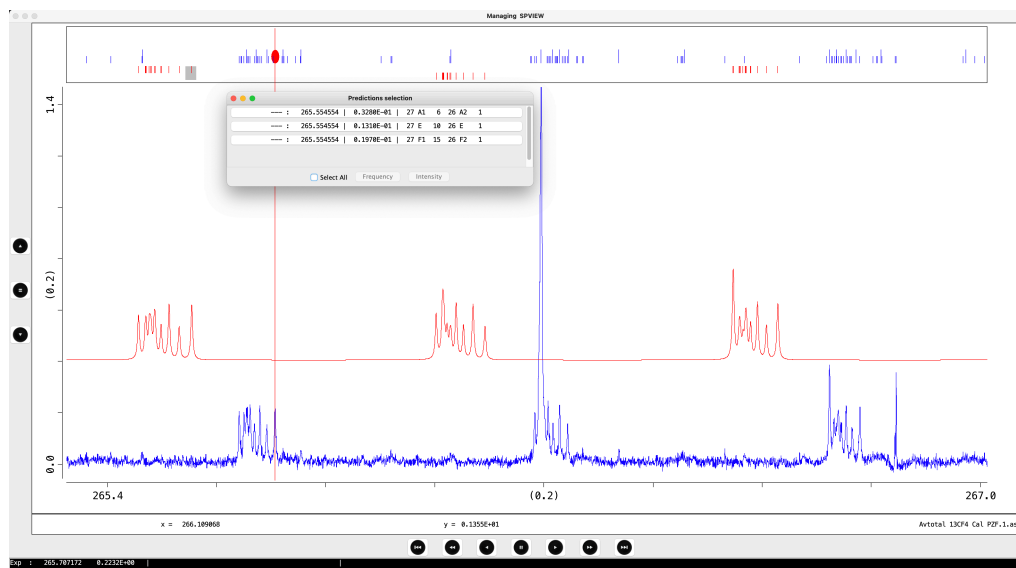 Managing SPVIEW
Predictions selection
--- : 265.554554 | 0.3280E-01 | 27 A1 6 26 A2 1
--- : 265.554554 | 0.1310E-01 | 27 E 10 26 E 1
--- : 265.554554 | 0.1970E-01 | 27 F1 15 26 F2 1
Select All Frequency Intensity
1.4
(0.2)
0.0
265.4 (0.2) 267.0
x = 266.109068 y = 0.1355E+01 Avtotal 13CF4 Cal PZF.1.as
Exp : 265.707172 0.2232E+00 | |